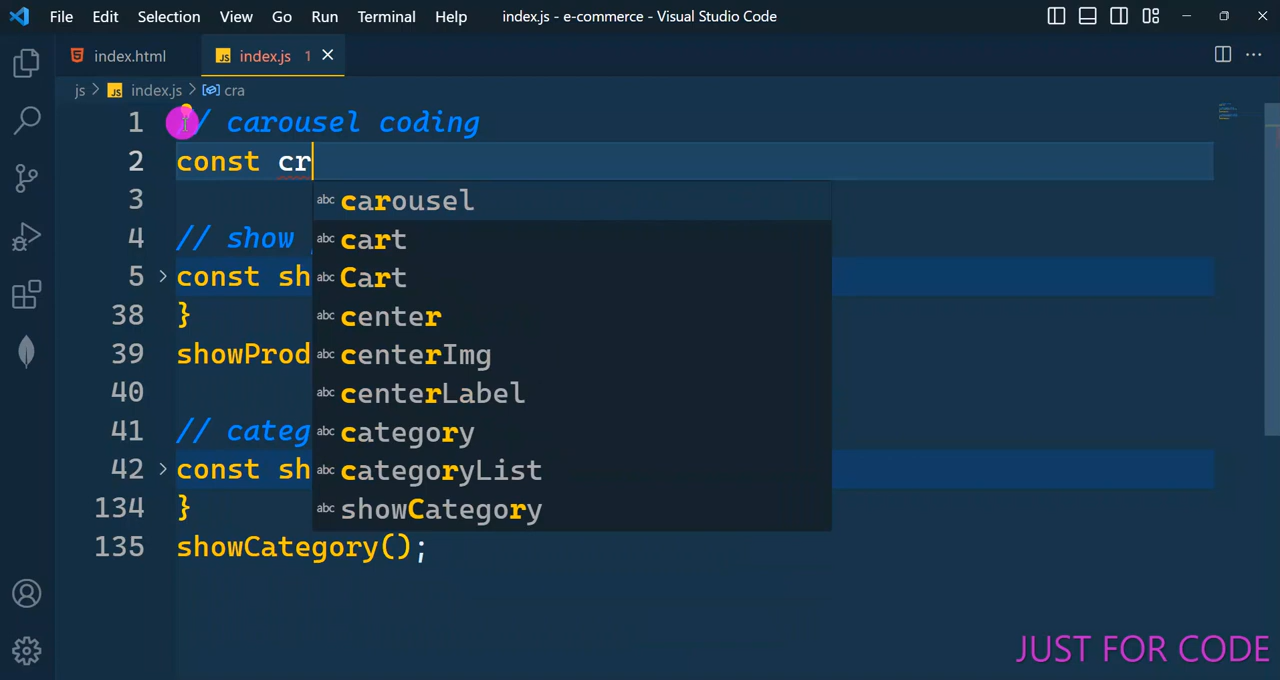 File Edit Selection View Go Run Terminal Help index.js - e-commerce - Visual Studio Code
index.html JS index.js 1
js > JS index.js > cra
1 / carousel coding
2 const cr
3 abc carousel
4 // show abc cart
5 const sh abc Cart
38 } abc center
39 showProd abc centerImg
40 abc centerLabel
41 // categ abc category
42 const sh abc categoryList
134 } abc showCategory
135 showCategory();
JUST FOR CODE